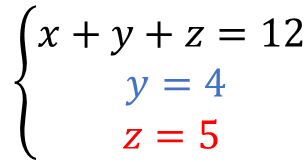 x + y + z = 12
y = 4
z = 5